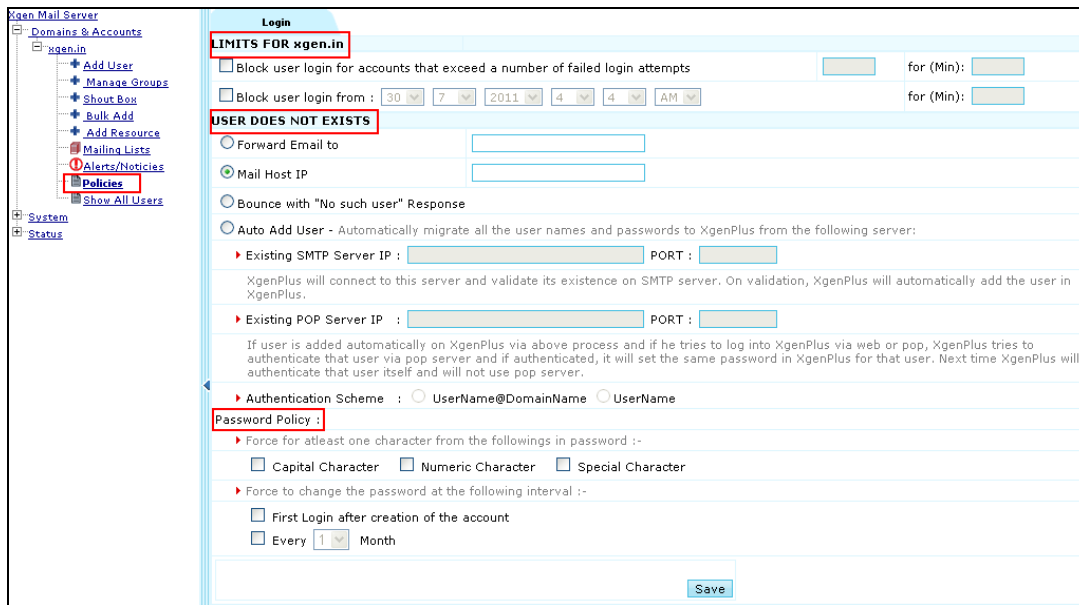 Xgen Mail Server
Domains & Accounts
xgen.in
Add User
Manage Groups
Shout Box
Bulk Add
Add Resource
Mailing Lists
Alerts/Noticies
Policies
Show All Users
System
Status
Login
LIMITS FOR xgen.in
Block user login for accounts that exceed a number of failed login attempts for (Min):
Block user login from : 30 7 2011 4 4 AM for (Min):
USER DOES NOT EXISTS
Forward Email to
Mail Host IP
Bounce with "No such user" Response
Auto Add User - Automatically migrate all the user names and passwords to XgenPlus from the following server:
Existing SMTP Server IP : PORT :
XgenPlus will connect to this server and validate its existence on SMTP server. On validation, XgenPlus will automatically add the user in
XgenPlus.
Existing POP Server IP : PORT :
If user is added automatically on XgenPlus via above process and if he tries to log into XgenPlus via web or pop, XgenPlus tries to
authenticate that user via pop server and if authenticated, it will set the same password in XgenPlus for that user. Next time XgenPlus will
authenticate that user itself and will not use pop server.
Authentication Scheme : UserName@DomainName UserName
Password Policy :
Force for atleast one character from the followings in password :-
Capital Character Numeric Character Special Character
Force to change the password at the following interval :-
First Login after creation of the account
Every 1 Month
Save